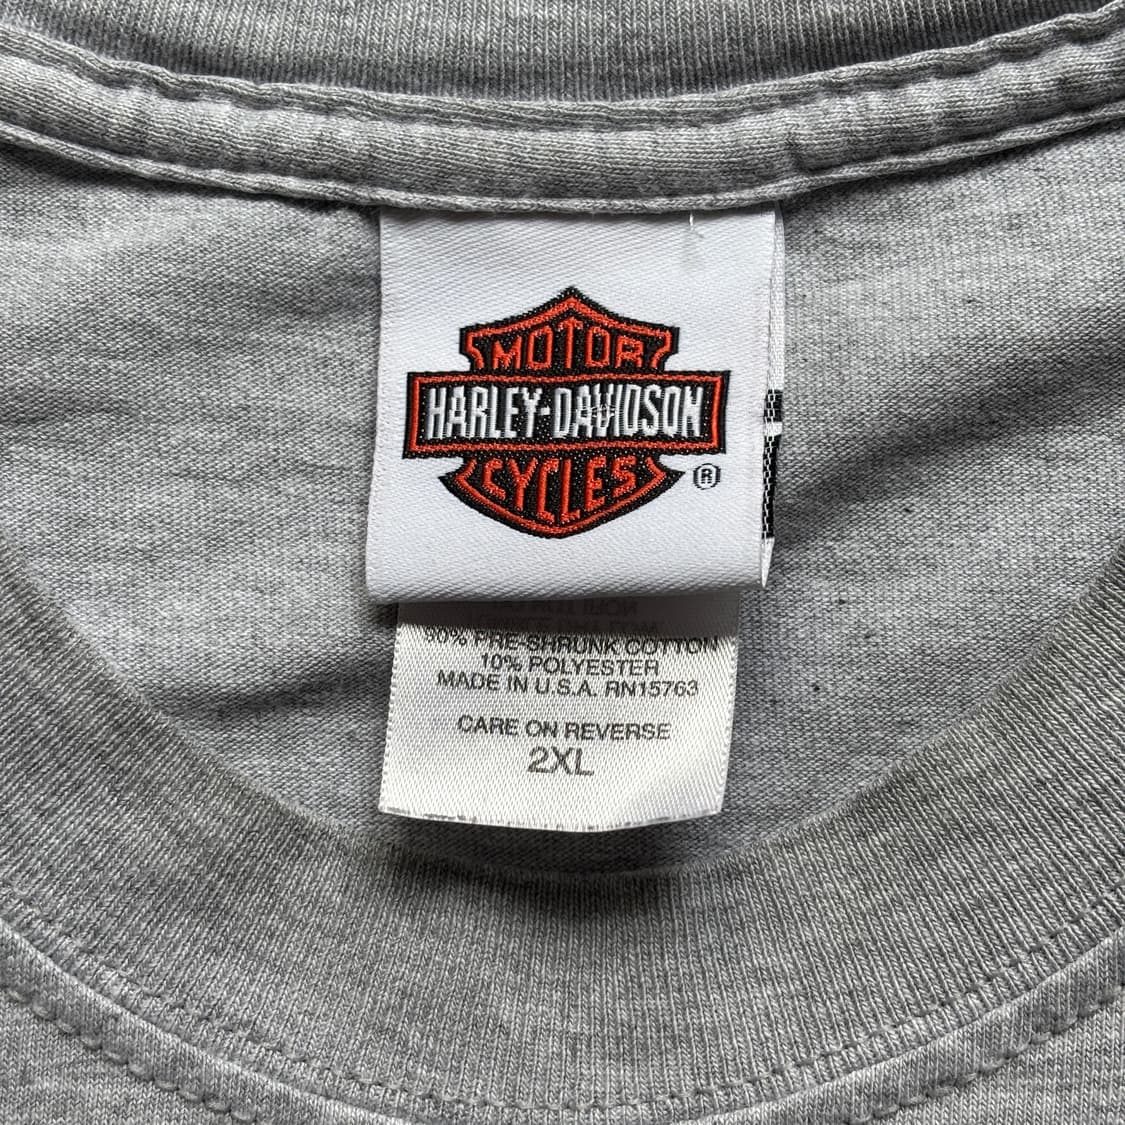 MOTOR
HARLEY-DAVIDSON
CYCLES
®
90% PRE-SHRUNK COTTON
10% POLYESTER
MADE IN U.S.A. RN15763
CARE ON REVERSE
2XL